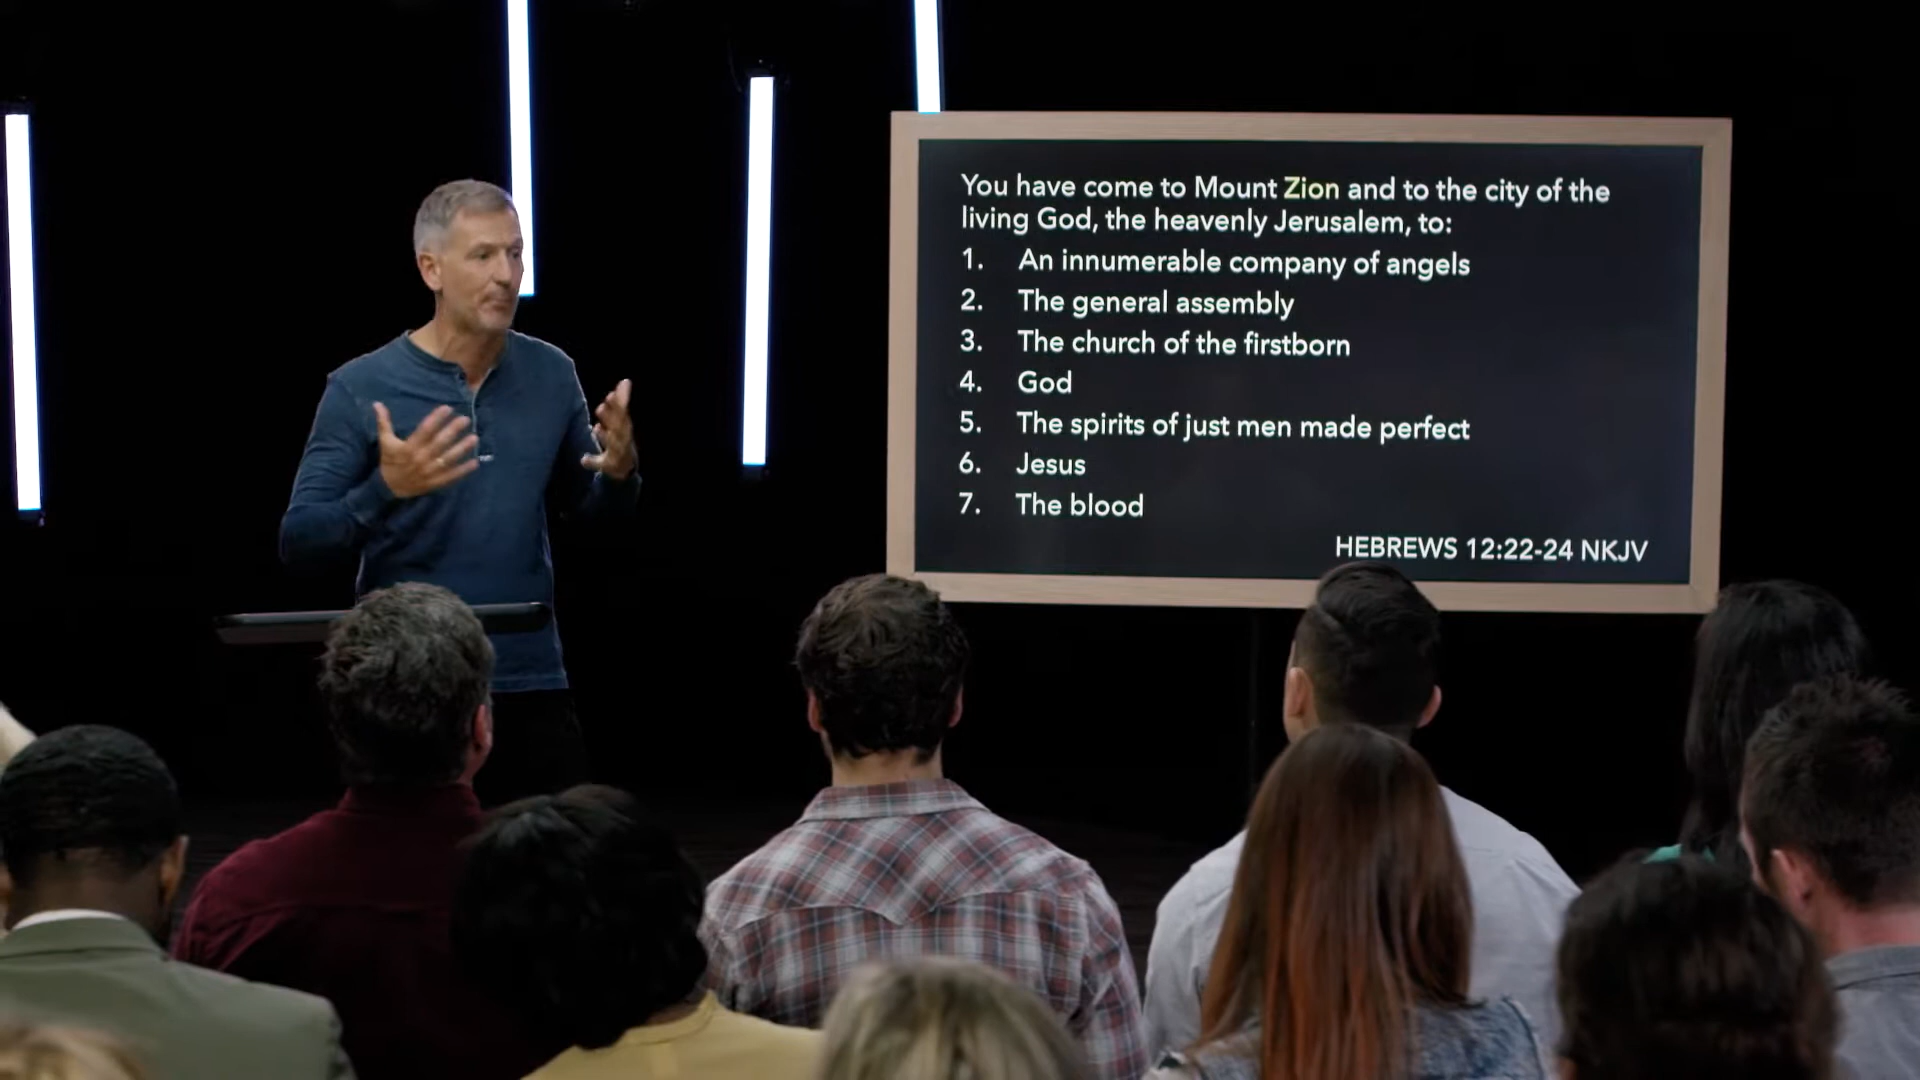 You have come to Mount Zion and to the city of the
living God, the heavenly Jerusalem, to:
1. An innumerable company of angels
2. The general assembly
3. The church of the firstborn
4. God
5. The spirits of just men made perfect
6. Jesus
7. The blood
HEBREWS 12:22-24 NKJV